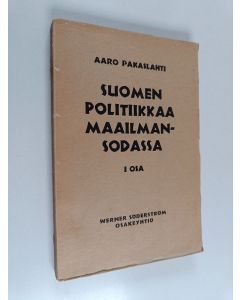 AARO PAKASLAHTI
SUOMEN
POLITIIKKAA
MAAILMAN-
SODASSA
I OSA
WERNER SÖDERSTRÖM
OSAKEYHTIÖ